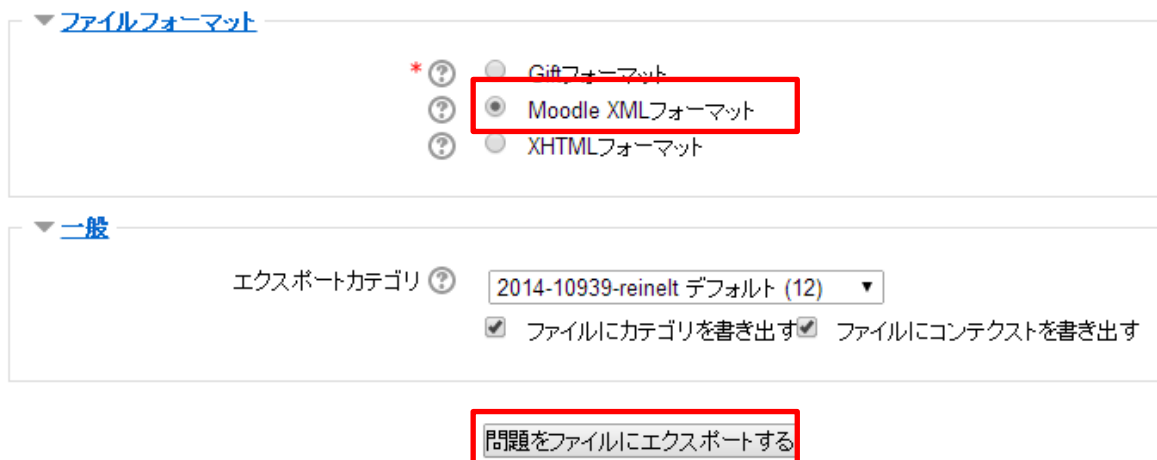 ファイルフォーマット
* Giftフォーマット
Moodle XMLフォーマット
XHTMLフォーマット
一般
エクスポートカテゴリ 2014-10939-reinelt デフォルト (12)
ファイルにカテゴリを書き出す ファイルにコンテクストを書き出す
問題をファイルにエクスポートする